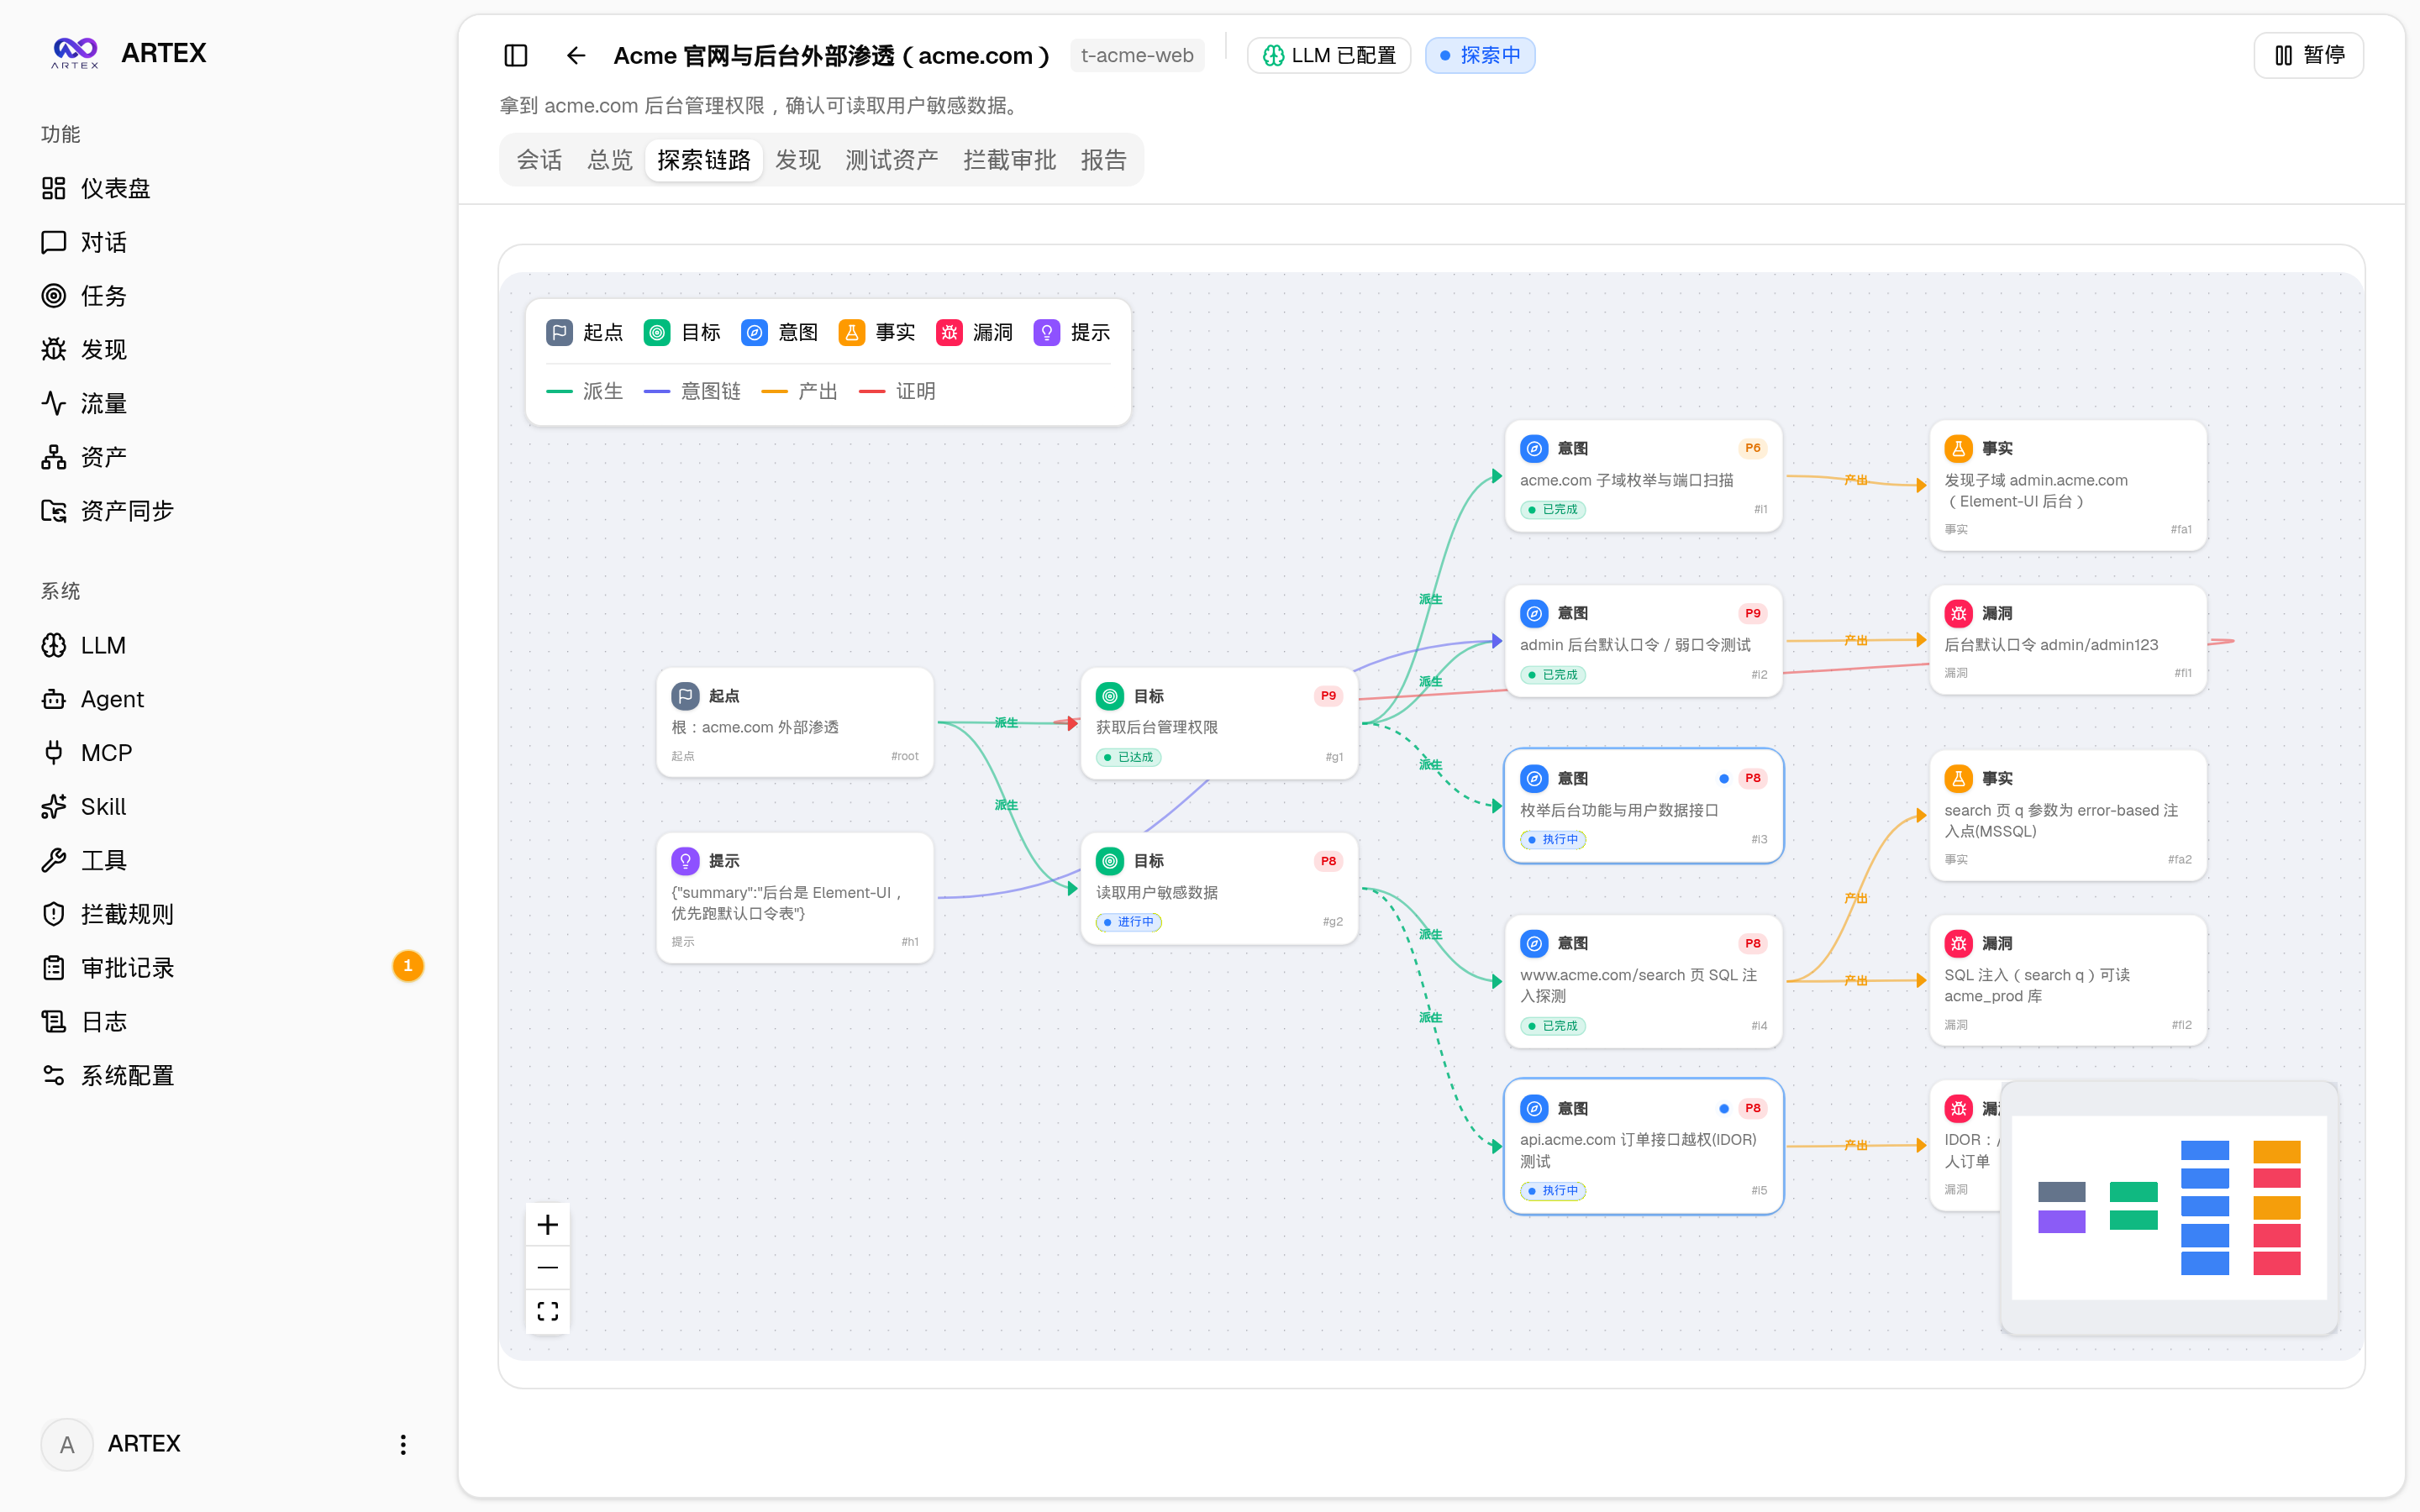 ARTEX
ARTEX
功能
仪表盘
对话
任务
发现
流量
资产
资产同步
系统
LLM
Agent
MCP
Skill
工具
拦截规则
审批记录
1
日志
系统配置
A
ARTEX
Acme 官网与后台外部渗透（acme.com）
t-acme-web
LLM 已配置
探索中
暂停
拿到 acme.com 后台管理权限，确认可读取用户敏感数据。
会话 总览 探索链路 发现 测试资产 拦截审批 报告
起点 目标 意图 事实 漏洞 提示
派生 意图链 产出 证明
起点
根：acme.com 外部渗透
起点 #root
提示
{"summary":"后台是 Element-UI，
优先跑默认口令表"}
提示 #h1
派生
派生
目标 P9
获取后台管理权限
已达成 #g1
目标 P8
读取用户敏感数据
进行中 #g2
派生
派生
派生
派生
派生
意图 P6
acme.com 子域枚举与端口扫描
已完成 #i1
意图 P9
admin 后台默认口令 / 弱口令测试
已完成 #i2
意图 P8
枚举后台功能与用户数据接口
执行中 #i3
意图 P8
www.acme.com/search 页 SQL 注
入探测
已完成 #i4
意图 P8
api.acme.com 订单接口越权(IDOR)
测试
执行中 #i5
产出
产出
产出
产出
产出
事实
发现子域 admin.acme.com
（Element-UI 后台）
事实 #fa1
漏洞
后台默认口令 admin/admin123
漏洞 #fi1
事实
search 页 q 参数为 error-based 注
入点(MSSQL)
事实 #fa2
漏洞
SQL 注入（search q）可读
acme_prod 库
漏洞 #fi2
IDOR：/
人订单
漏洞